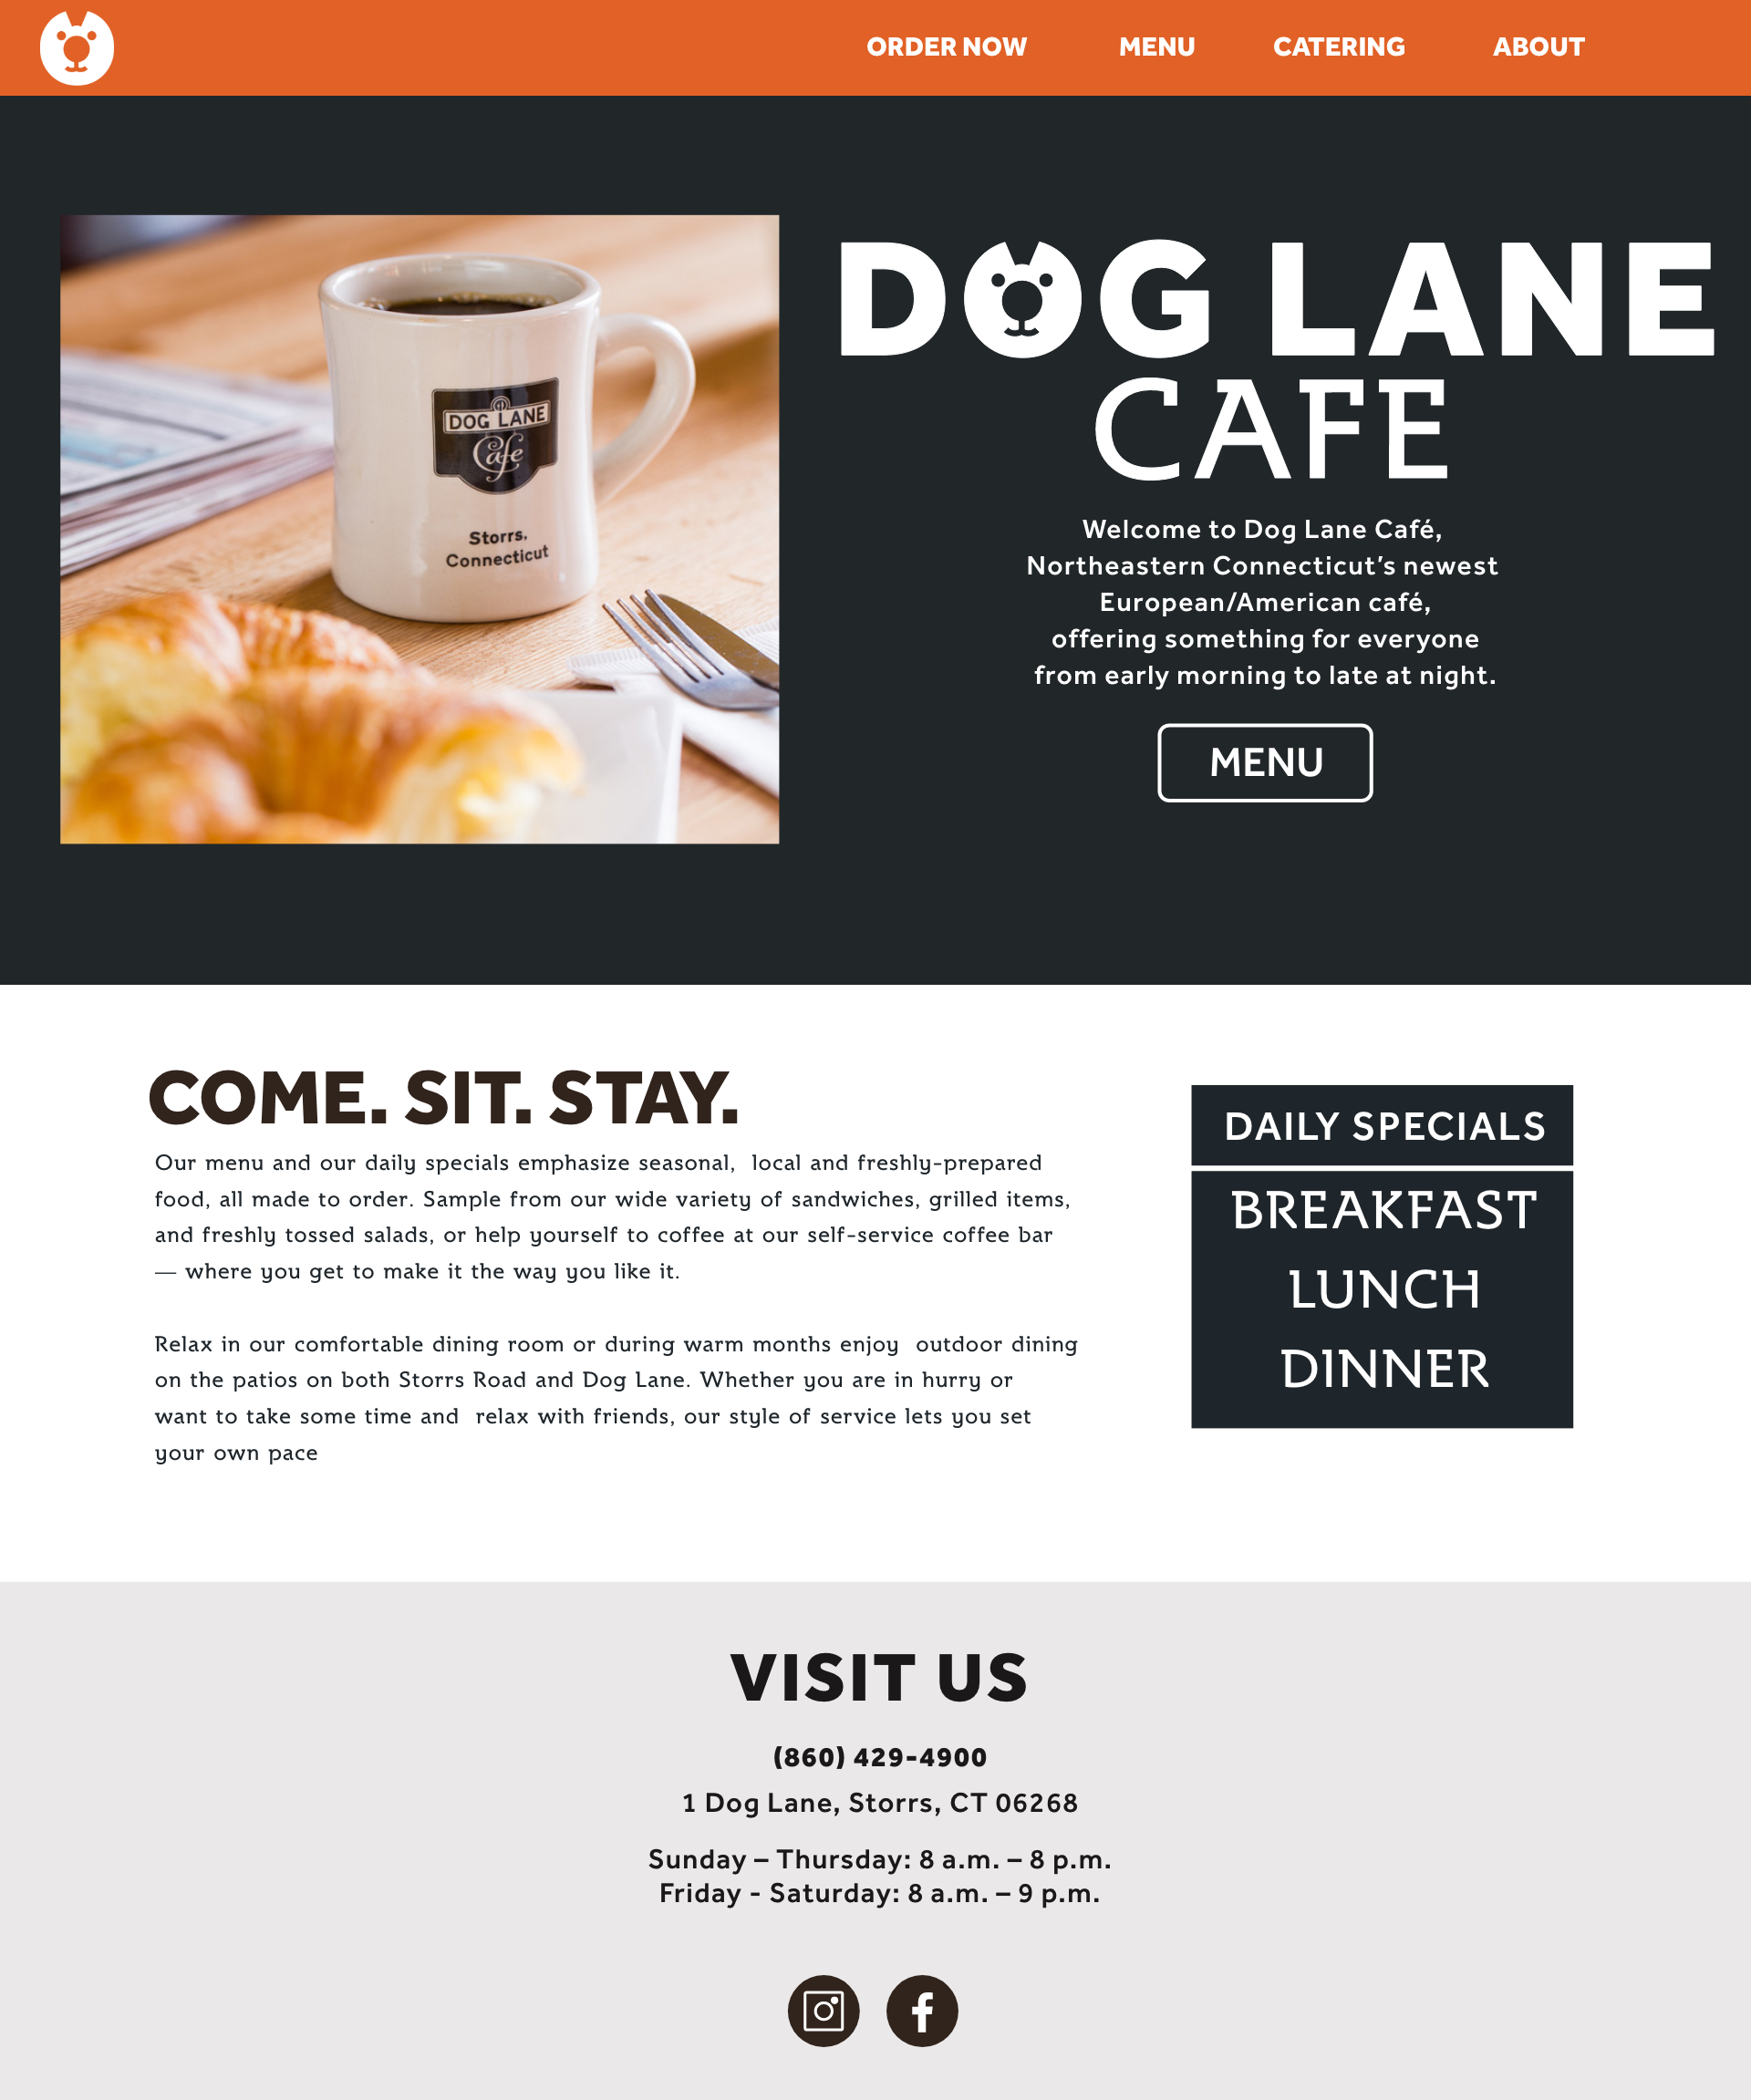 ORDER NOW MENU CATERING ABOUT
DOG LANE
CAFE
DOG LANE
Cafe
Storrs,
Connecticut
Welcome to Dog Lane Café,
Northeastern Connecticut’s newest
European/American café,
offering something for everyone
from early morning to late at night.
MENU
COME. SIT. STAY.
Our menu and our daily specials emphasize seasonal,  local and freshly-prepared
food, all made to order. Sample from our wide variety of sandwiches, grilled items,
and freshly tossed salads, or help yourself to coffee at our self-service coffee bar
— where you get to make it the way you like it.
Relax in our comfortable dining room or during warm months enjoy  outdoor dining
on the patios on both Storrs Road and Dog Lane. Whether you are in hurry or
want to take some time and  relax with friends, our style of service lets you set
your own pace
DAILY SPECIALS
BREAKFAST
LUNCH
DINNER
VISIT US
(860) 429-4900
1 Dog Lane, Storrs, CT 06268
Sunday – Thursday: 8 a.m. – 8 p.m.
Friday - Saturday: 8 a.m. – 9 p.m.